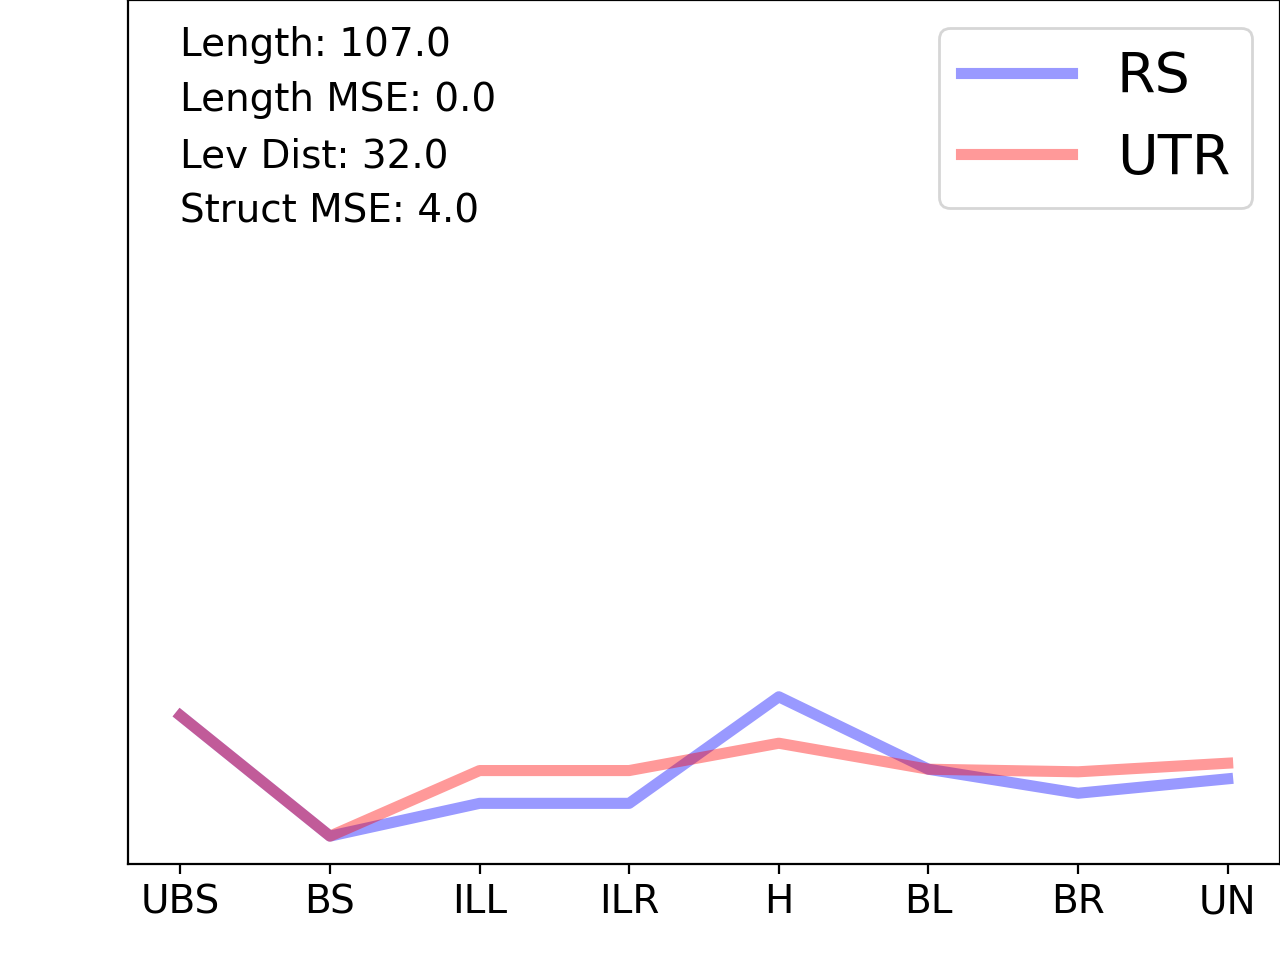 Length: 107.0
Length MSE: 0.0
Lev Dist: 32.0
Struct MSE: 4.0
RS
UTR
UBS BS ILL ILR H BL BR UN